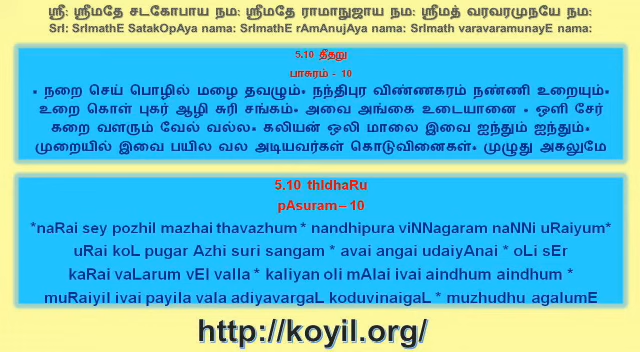 ஸ்ரீ: ஸ்ரீமதே சடகோபாய நம: ஸ்ரீமதே ராமாநுஜாய நம: ஸ்ரீமத் வரவரமுநயே நம:
SrI: SrImathE SatakOpAya nama: SrImathE rAmAnujAya nama: SrImath varavaramunayE nama:
5.10 தீதறு
பாசுரம் - 10
* நறை செய் பொழில் மழை தவழும்* நந்திபுர விண்ணகரம் நண்ணி உறையும்*
உறை கொள் புகர் ஆழி சுரி சங்கம்* அவை அங்கை உடையானை * ஒளி சேர்
கறை வளரும் வேல் வல்ல* கலியன் ஒலி மாலை இவை ஐந்தும் ஐந்தும்*
முறையில் இவை பயில வல அடியவர்கள் கொடுவினைகள்* முழுது அகலுமே
5.10 thIdhaRu
pAsuram – 10
*naRai sey pozhil mazhai thavazhum * nandhipura viNNagaram naNNi uRaiyum*
uRai koL pugar Azhi suri sangam * avai angai udaiyAnai * oLi sEr
kaRai vaLarum vEl valla * kaliyan oli mAlai ivai aindhum aindhum *
muRaiyil ivai payila vala adiyavargaL koduvinaigaL * muzhudhu agalumE
http://koyil.org/